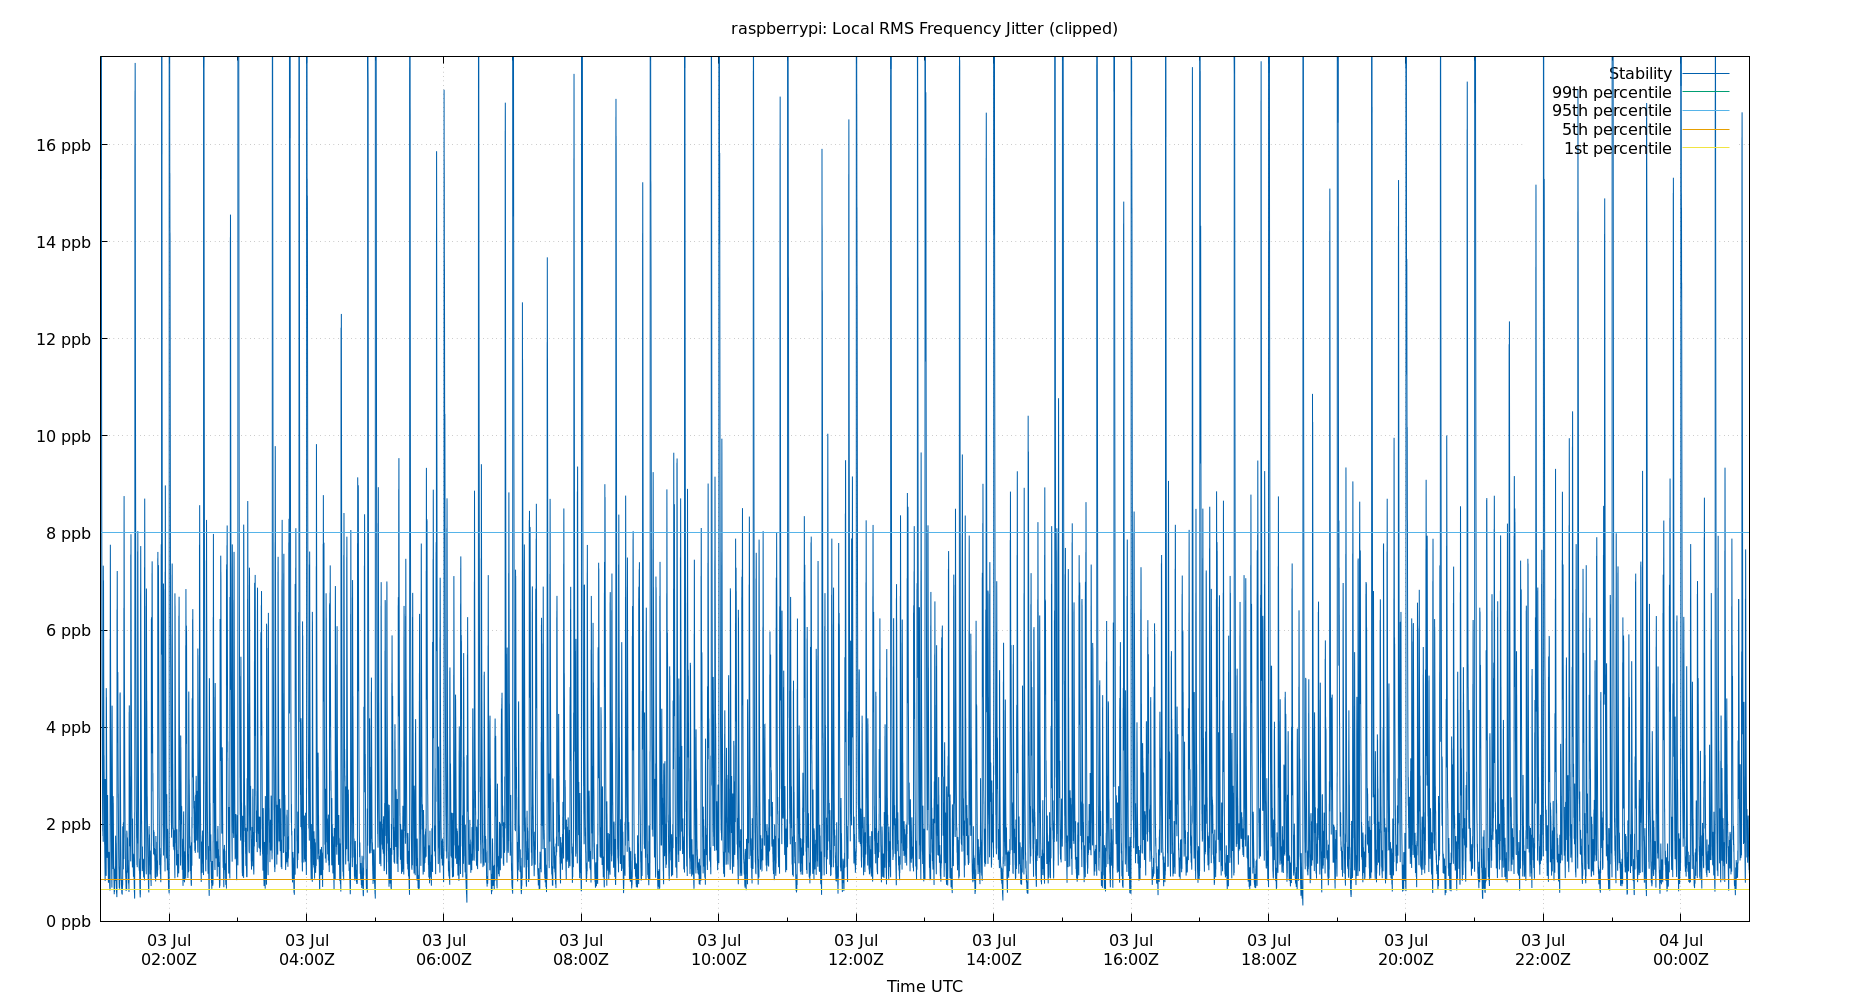 raspberrypi: Local RMS Frequency Jitter (clipped)
Stability
99th percentile
95th percentile
5th percentile
1st percentile
16 ppb
14 ppb
12 ppb
10 ppb
8 ppb
6 ppb
4 ppb
2 ppb
0 ppb
03 Jul 03 Jul 03 Jul 03 Jul 03 Jul 03 Jul 03 Jul 03 Jul 03 Jul 03 Jul 03 Jul 04 Jul
02:00Z 04:00Z 06:00Z 08:00Z 10:00Z 12:00Z 14:00Z 16:00Z 18:00Z 20:00Z 22:00Z 00:00Z
Time UTC